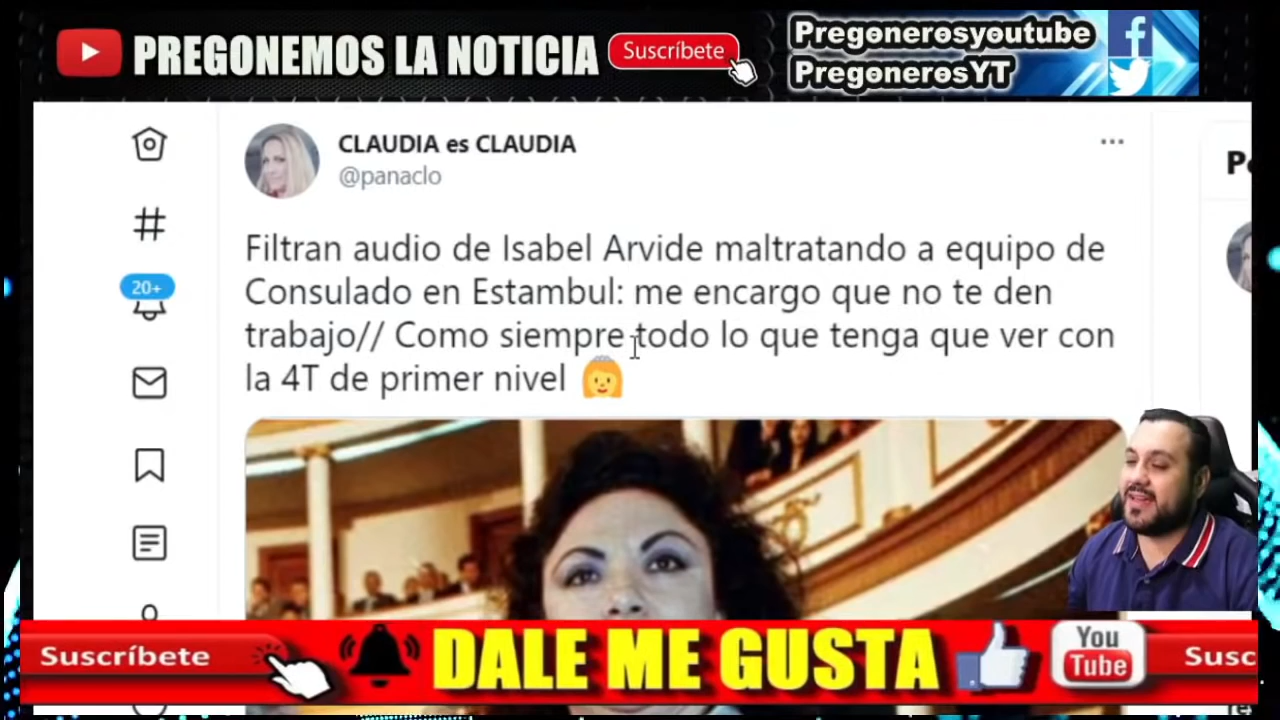 PREGONEMOS LA NOTICIA
Suscríbete
Pregonerosyoutube
PregonerosYT
CLAUDIA es CLAUDIA
@panaclo
Filtran audio de Isabel Arvide maltratando a equipo de
Consulado en Estambul: me encargo que no te den
trabajo// Como siempre todo lo que tenga que ver con
la 4T de primer nivel
20+
Suscríbete
DALE ME GUSTA
You
Tube
Susc